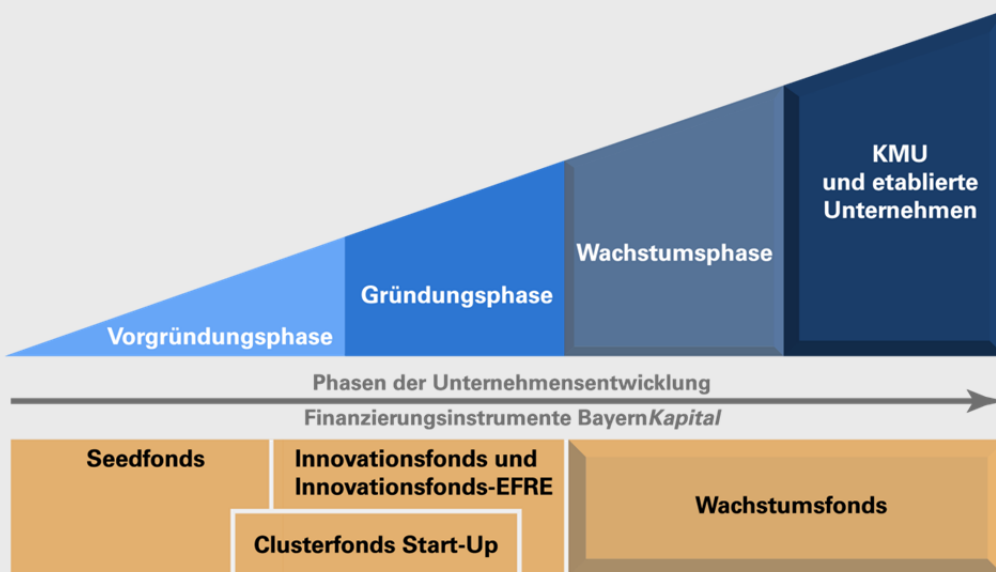 KMU
und etablierte
Unternehmen
Wachstumsphase
Gründungsphase
Vorgründungsphase
Phasen der Unternehmensentwicklung
Finanzierungsinstrumente BayernKapital
Seedfonds
Innovationsfonds und
Innovationsfonds-EFRE
Clusterfonds Start-Up
Wachstumsfonds